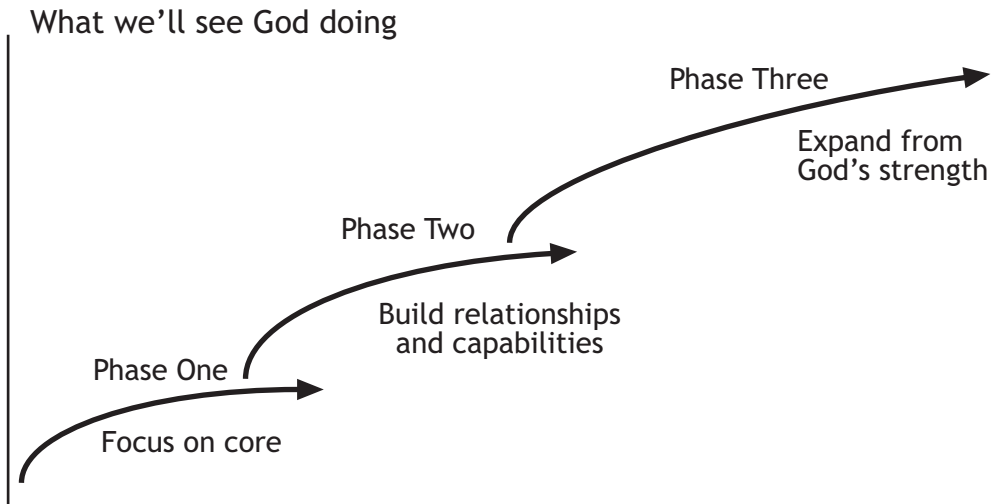 What we’ll see God doing
Phase Three
Expand from
God’s strength
Phase Two
Build relationships
and capabilities
Phase One
Focus on core